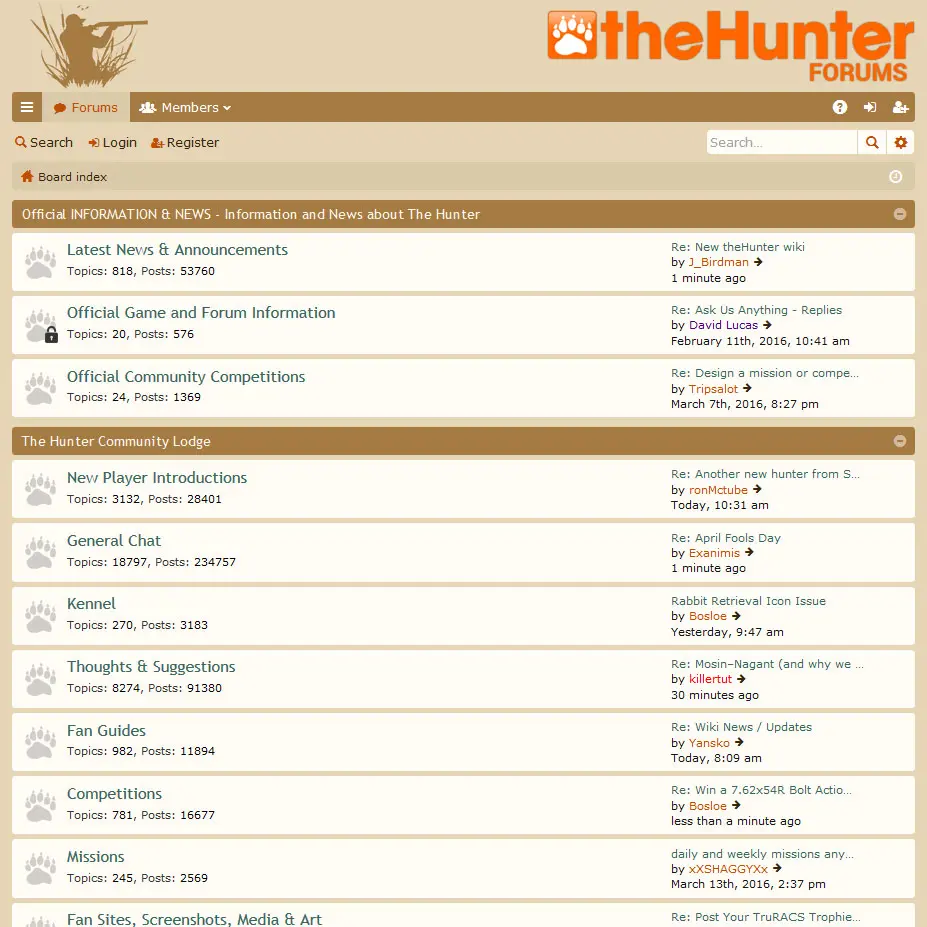 theHunter
FORUMS
Forums
Members
Search
Login
Register
Search...
Board index
Official INFORMATION & NEWS - Information and News about The Hunter
Latest News & Announcements
Topics: 818, Posts: 53760
Re: New theHunter wiki
by J_Birdman
1 minute ago
Official Game and Forum Information
Topics: 20, Posts: 576
Re: Ask Us Anything - Replies
by David Lucas
February 11th, 2016, 10:41 am
Official Community Competitions
Topics: 24, Posts: 1369
Re: Design a mission or compe...
by Tripsalot
March 7th, 2016, 8:27 pm
The Hunter Community Lodge
New Player Introductions
Topics: 3132, Posts: 28401
Re: Another new hunter from S...
by ronMctube
Today, 10:31 am
General Chat
Topics: 18797, Posts: 234757
Re: April Fools Day
by Exanimis
1 minute ago
Kennel
Topics: 270, Posts: 3183
Rabbit Retrieval Icon Issue
by Bosloe
Yesterday, 9:47 am
Thoughts & Suggestions
Topics: 8274, Posts: 91380
Re: Mosin–Nagant (and why we ...
by killertut
30 minutes ago
Fan Guides
Topics: 982, Posts: 11894
Re: Wiki News / Updates
by Yansko
Today, 8:09 am
Competitions
Topics: 781, Posts: 16677
Re: Win a 7.62x54R Bolt Actio...
by Bosloe
less than a minute ago
Missions
Topics: 245, Posts: 2569
daily and weekly missions any...
by xXSHAGGYXx
March 13th, 2016, 2:37 pm
Fan Sites, Screenshots, Media & Art
Re: Post Your TruRACS Trophie...